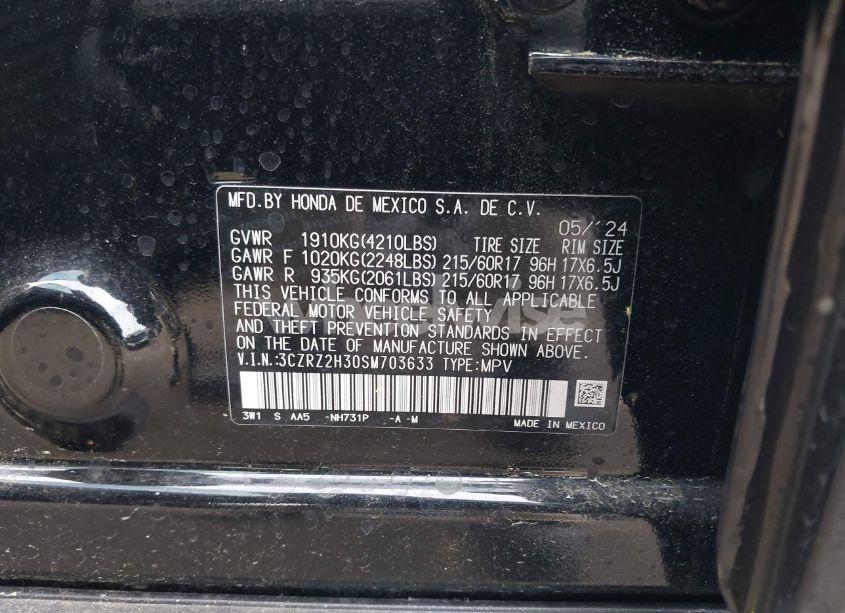 MFD.BY HONDA DE MEXICO S.A. DE C.V.
05/'24
GVWR 1910KG(4210LBS) TIRE SIZE RIM SIZE
GAWR F 1020KG(2248LBS) 215/60R17 96H 17X6.5J
GAWR R 935KG(2061LBS) 215/60R17 96H 17X6.5J
THIS VEHICLE CONFORMS TO ALL APPLICABLE
FEDERAL MOTOR VEHICLE SAFETY
AND THEFT PREVENTION STANDARDS IN EFFECT
ON THE DATE OF MANUFACTURE SHOWN ABOVE.
V.I.N.:3CZRZ2H30SM703633 TYPE:MPV
3W1 S AA5 -NH731P -A -M MADE IN MEXICO